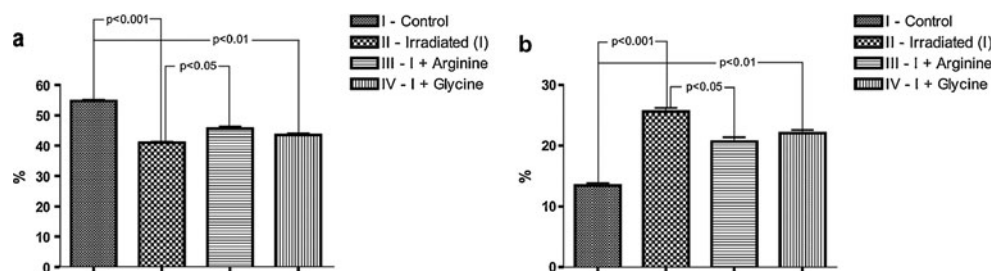 a
p<0.001
p<0.01
p<0.05
I - Control
II - Irradiated (I)
III - I + Arginine
IV - I + Glycine
%
60
50
40
30
20
10
0
b
p<0.001
p<0.01
p<0.05
I - Control
II - Irradiated (I)
III - I + Arginine
IV - I + Glycine
%
30
20
10
0